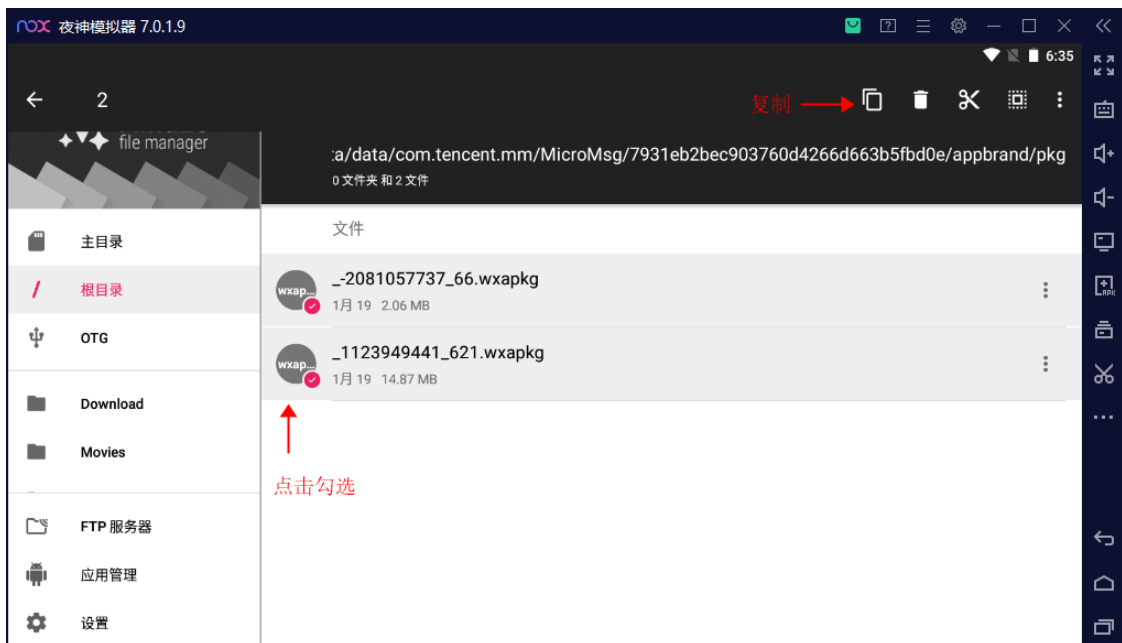 nox 夜神模拟器 7.0.1.9
6:35
2
复制
file manager
:a/data/com.tencent.mm/MicroMsg/7931eb2bec903760d4266d663b5fbd0e/appbrand/pkg
0 文件夹 和 2 文件
主目录
文件
根目录
wxap...
_-2081057737_66.wxapkg
1月 19 2.06 MB
OTG
wxap...
_1123949441_621.wxapkg
1月 19 14.87 MB
Download
Movies
点击勾选
FTP 服务器
应用管理
设置